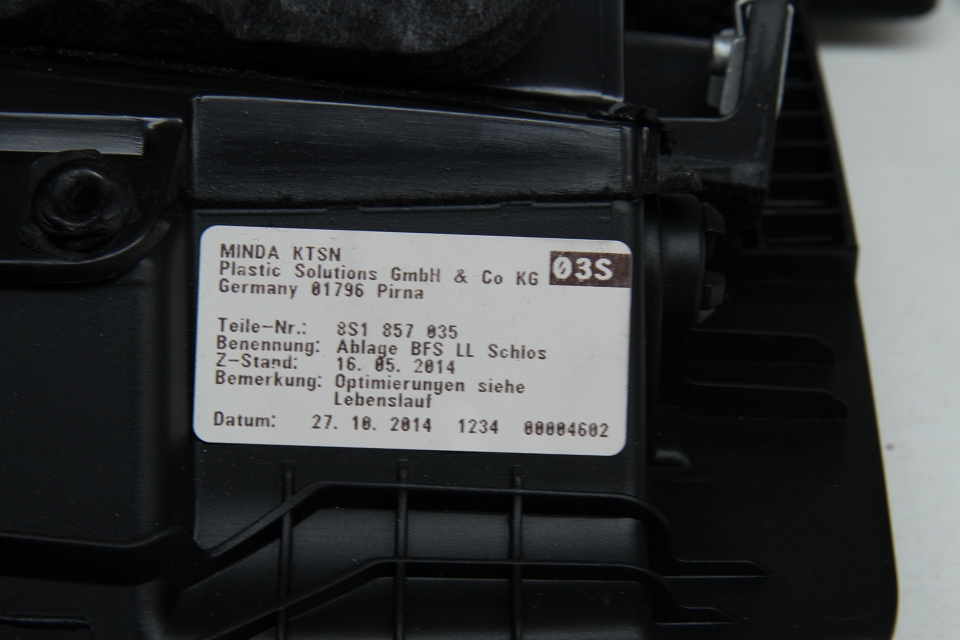 MINDA KTSN
Plastic Solutions GmbH & Co KG 03S
Germany 01796 Pirna
Teile-Nr.: 8S1 857 035
Benennung: Ablage BFS LL Schlos
Z-Stand: 16. 05. 2014
Bemerkung: Optimierungen siehe
Lebenslauf
Datum: 27. 10. 2014 1234 00004602